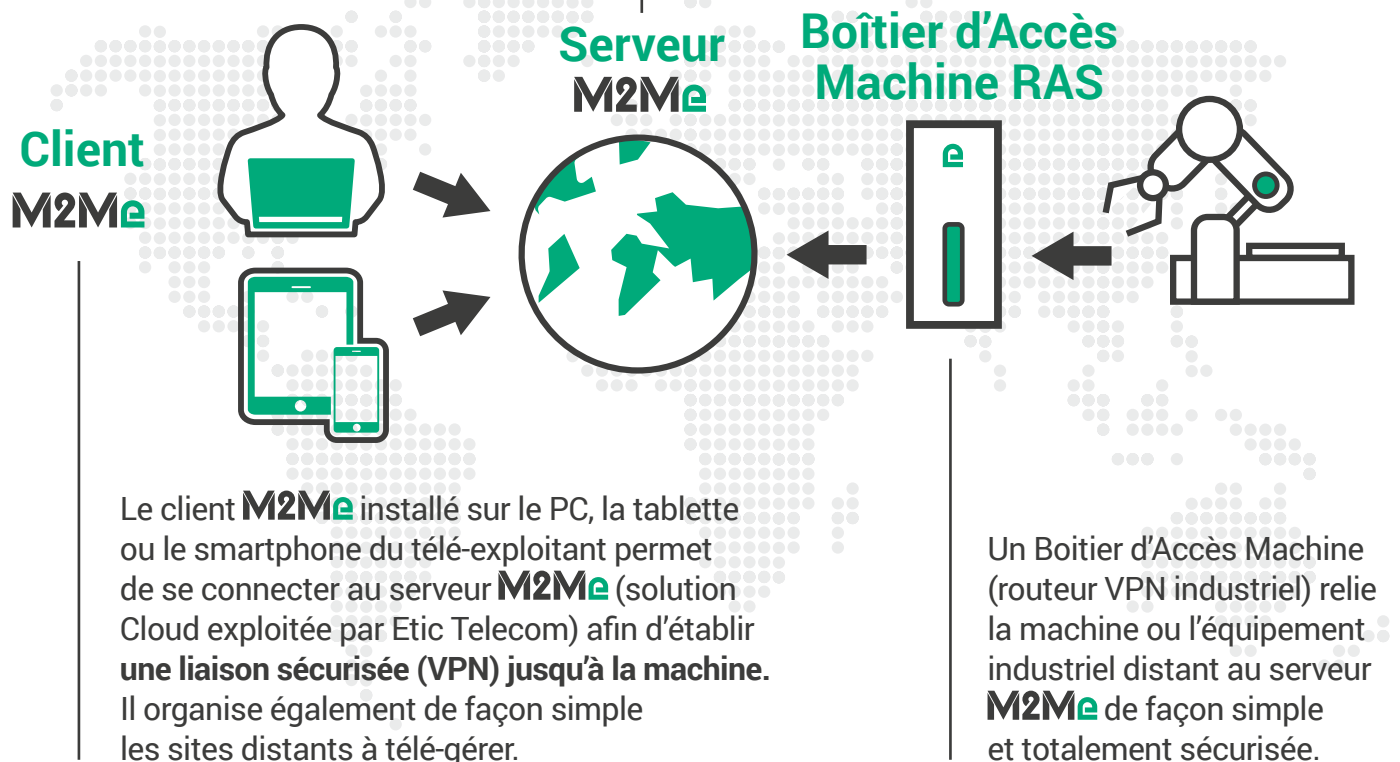 Serveur
M2Me
Boîtier d'Accès
Machine RAS
Client
M2Me
Le client M2Me installé sur le PC, la tablette
ou le smartphone du télé-exploitant permet
de se connecter au serveur M2Me (solution
Cloud exploitée par Etic Telecom) afin d'établir
une liaison sécurisée (VPN) jusqu'à la machine.
Il organise également de façon simple
les sites distants à télé-gérer.
Un Boitier d'Accès Machine
(routeur VPN industriel) relie
la machine ou l'équipement
industriel distant au serveur
M2Me de façon simple
et totalement sécurisée.